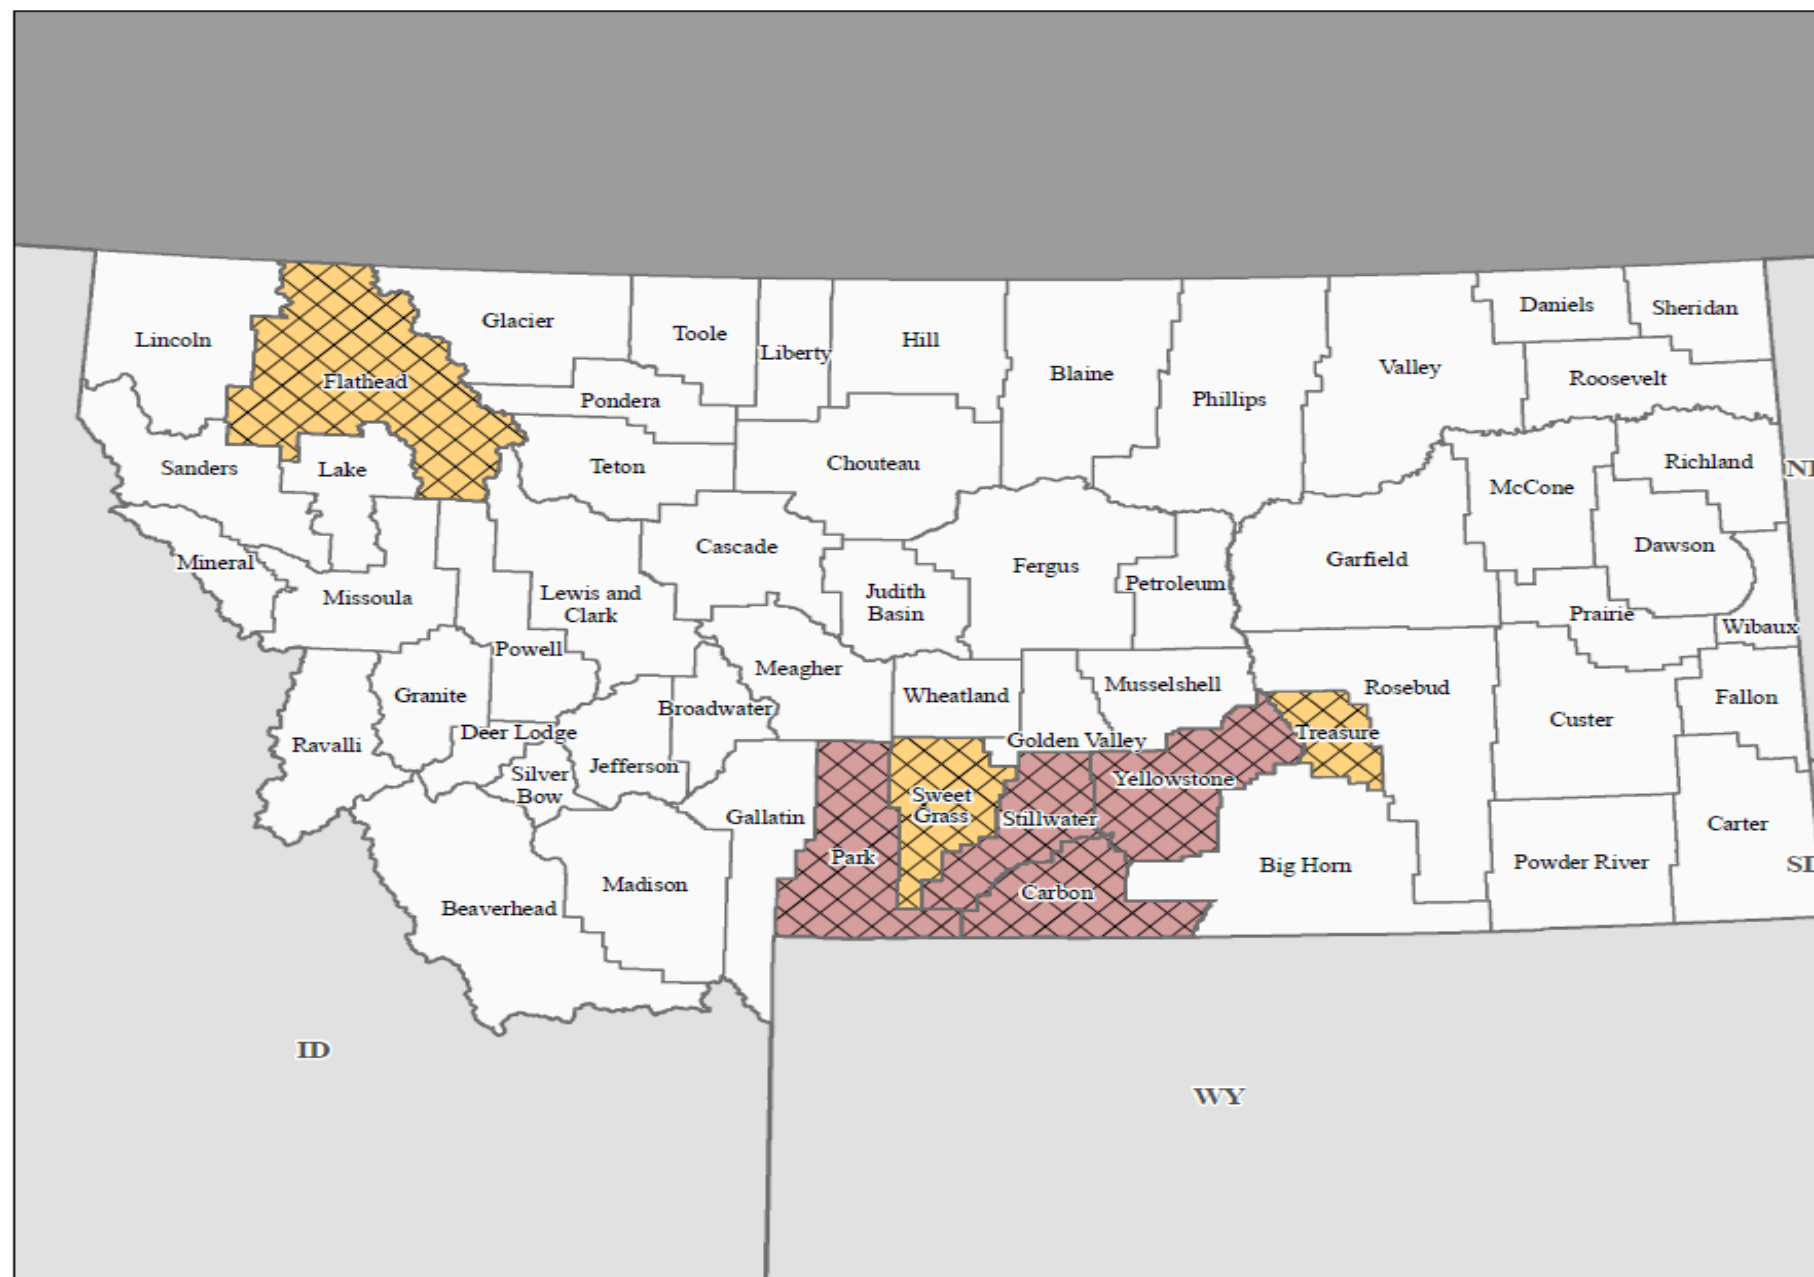 Lincoln
Flathead
Glacier
Toole
Liberty
Hill
Blaine
Phillips
Valley
Daniels
Sheridan
Roosevelt
Pondera
Teton
Chouteau
Sanders
Lake
Richland
McCone
Dawson
Mineral
Missoula
Lewis and
Clark
Cascade
Judith
Basin
Fergus
Petroleum
Garfield
Prairie
Wibaux
Powell
Granite
Meagher
Wheatland
Musselshell
Rosebud
Custer
Fallon
Ravalli
Deer Lodge
Broadwater
Silver
Bow
Jefferson
Golden Valley
Treasure
Gallatin
Park
Sweet
Grass
Stillwater
Yellowstone
Carbon
Big Horn
Powder River
Carter
Beaverhead
Madison
ID
WY